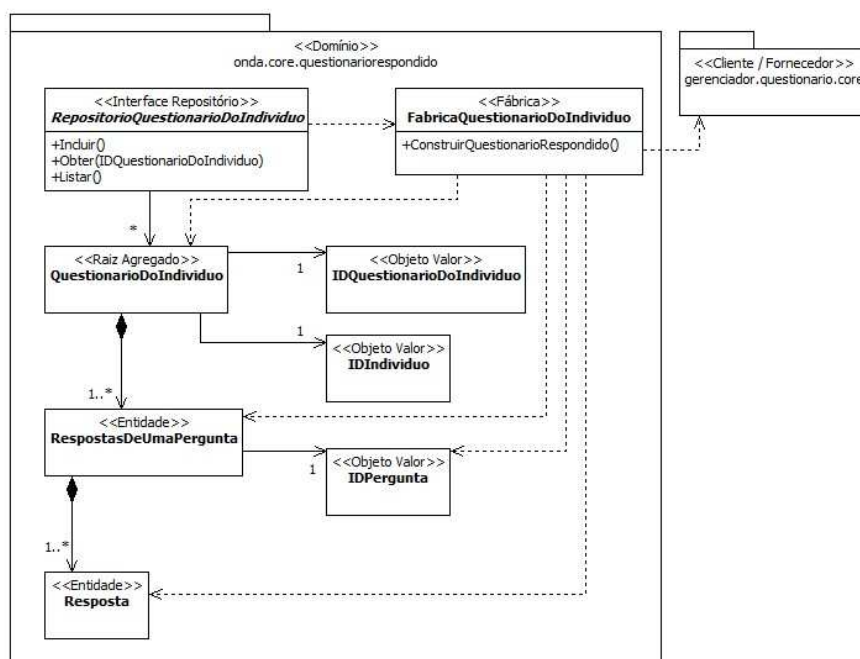 <<Domínio>>
onda.core.questionariorespondido
<<Cliente / Fornecedor>>
gerenciador.questionario.core
<<Interface Repositório>>
RepositorioQuestionarioDoIndividuo
+Incluir()
+Obter(IDQuestionarioDoIndividuo)
+Listar()
<<Fábrica>>
FabricaQuestionarioDoIndividuo
+ConstruirQuestionarioRespondido()
*
<<Raiz Agregado>>
QuestionarioDoIndividuo
1
<<Objeto Valor>>
IDQuestionarioDoIndividuo
1
<<Objeto Valor>>
IDIndividuo
1..*
<<Entidade>>
RespostasDeUmaPergunta
1
<<Objeto Valor>>
IDPergunta
1..*
<<Entidade>>
Resposta